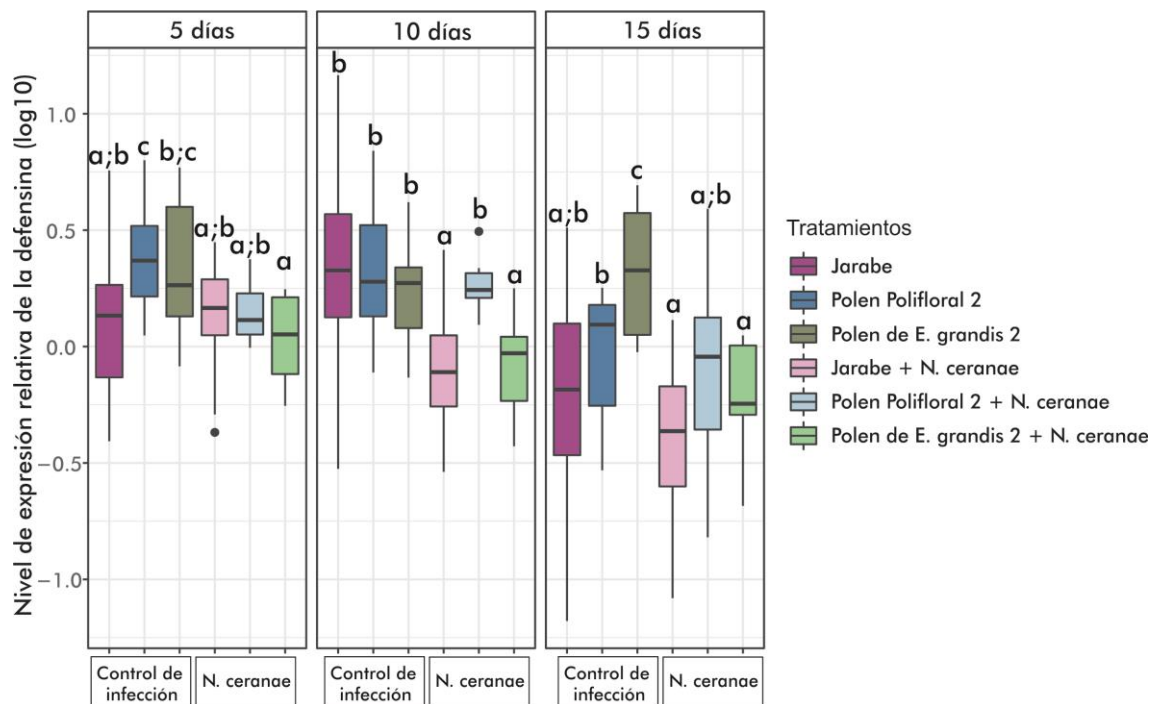 5 días
10 días
15 días
Nivel de expresión relativa de la defensina (log10)
1.0
0.5
0.0
−0.5
−1.0
a;b
c
b;c
a;b
a;b
a
b
b
b
a
b
a
a;b
b
c
a
a;b
a
Control de
infección
N. ceranae
Control de
infección
N. ceranae
Control de
infección
N. ceranae
Tratamientos
Jarabe
Polen Polifloral 2
Polen de E. grandis 2
Jarabe + N. ceranae
Polen Polifloral 2 + N. ceranae
Polen de E. grandis 2 + N. ceranae